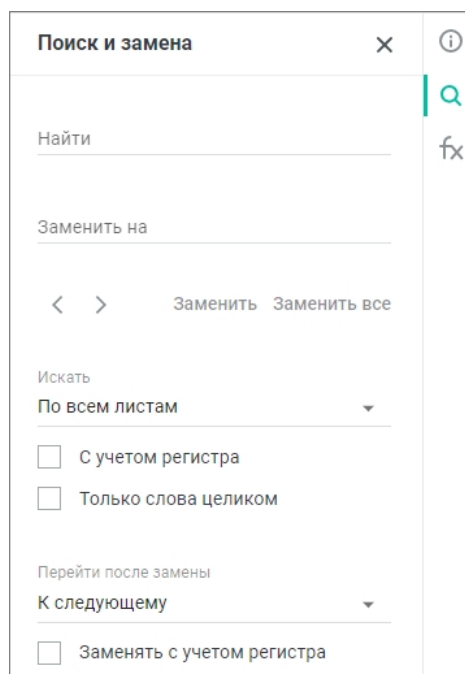 Поиск и замена
Найти
Заменить на
Заменить Заменить все
Искать
По всем листам
С учетом регистра
Только слова целиком
Перейти после замены
К следующему
Заменять с учетом регистра
fx